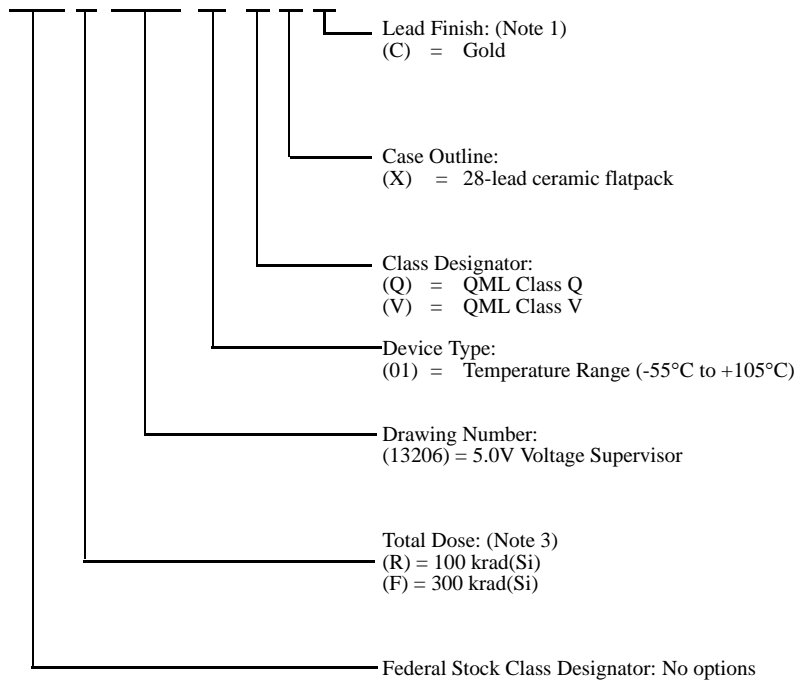 Lead Finish: (Note 1)
(C) = Gold
Case Outline:
(X) = 28-lead ceramic flatpack
Class Designator:
(Q) = QML Class Q
(V) = QML Class V
Device Type:
(01) = Temperature Range (-55°C to +105°C)
Drawing Number:
(13206) = 5.0V Voltage Supervisor
Total Dose: (Note 3)
(R) = 100 krad(Si)
(F) = 300 krad(Si)
Federal Stock Class Designator: No options